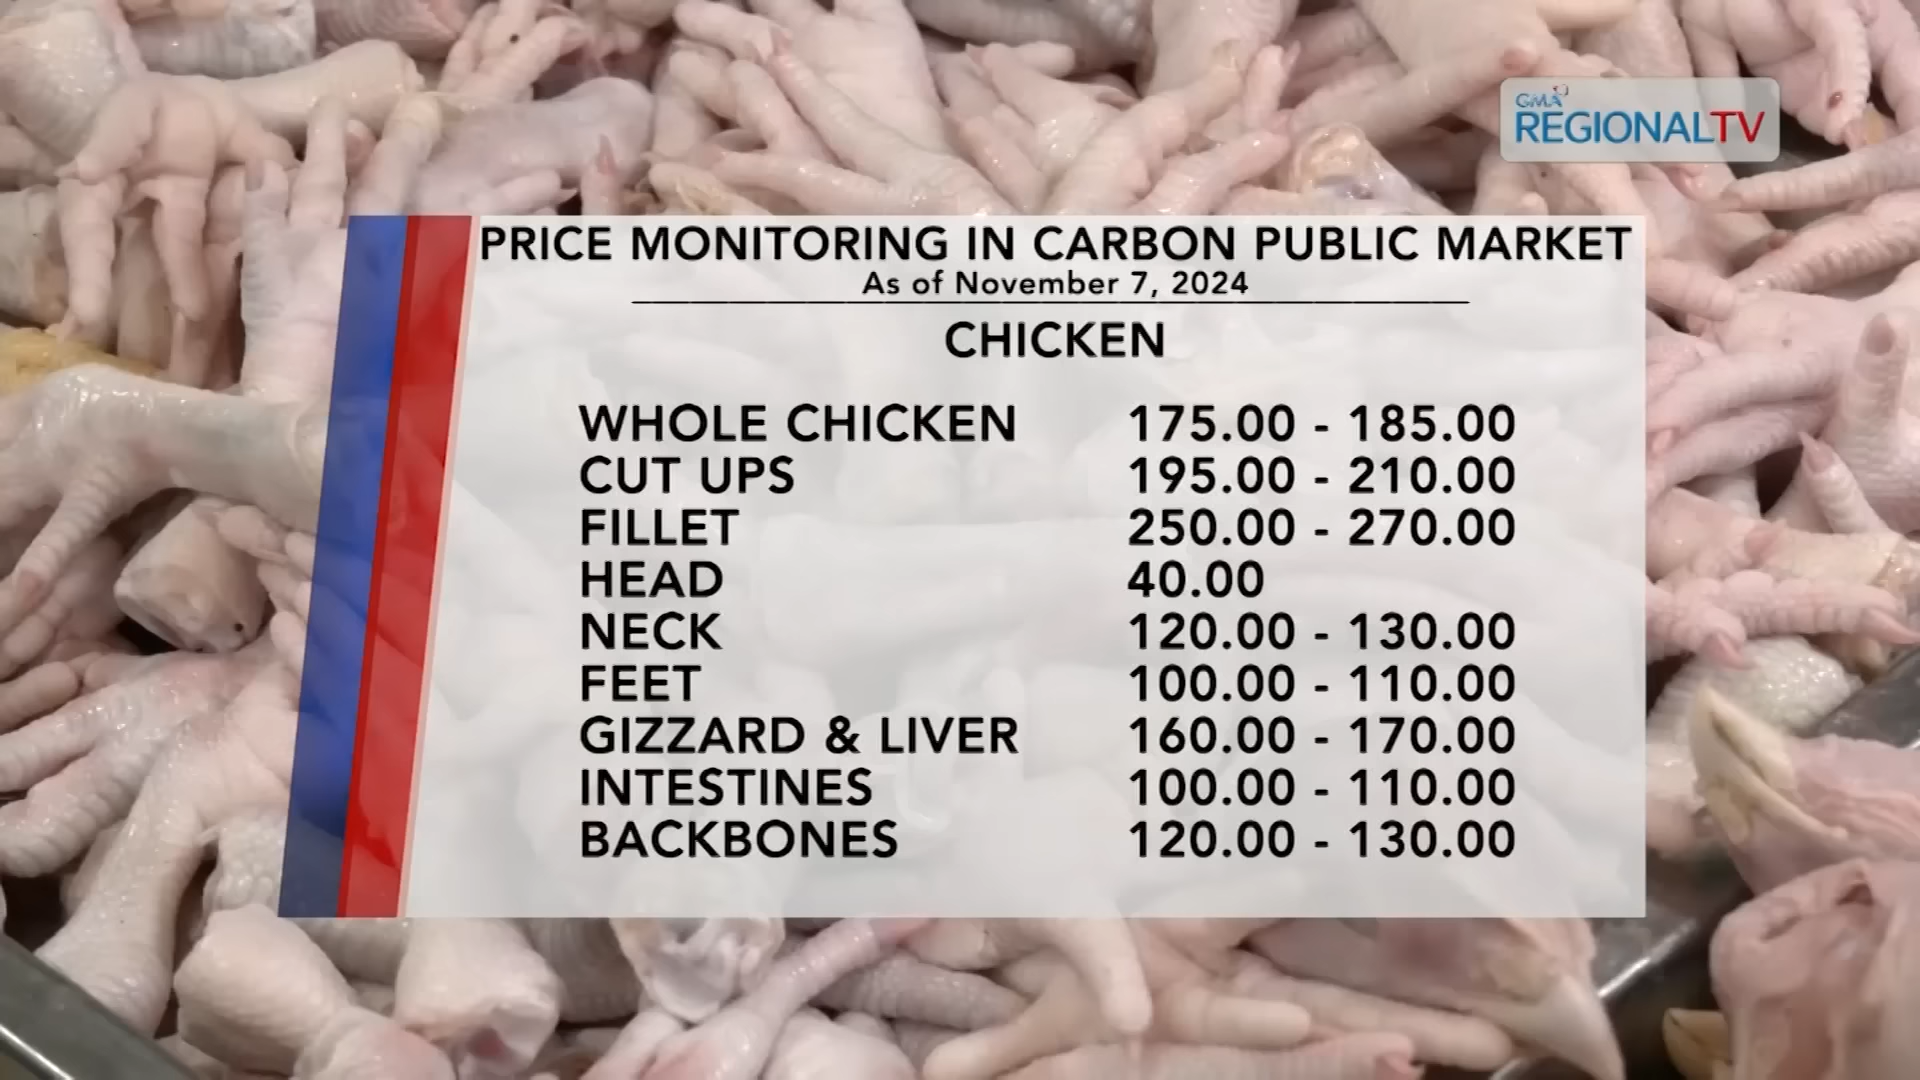 GMA
REGIONALTV
PRICE MONITORING IN CARBON PUBLIC MARKET
As of November 7, 2024
CHICKEN
WHOLE CHICKEN 175.00 - 185.00
CUT UPS 195.00 - 210.00
FILLET 250.00 - 270.00
HEAD 40.00
NECK 120.00 - 130.00
FEET 100.00 - 110.00
GIZZARD & LIVER 160.00 - 170.00
INTESTINES 100.00 - 110.00
BACKBONES 120.00 - 130.00